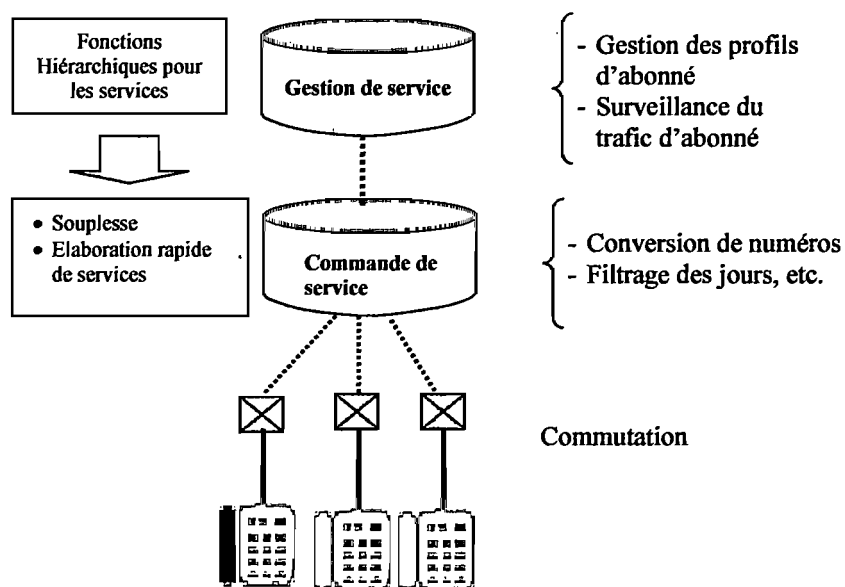 Fonctions
Hiérarchiques pour
les services
Gestion de service
- Gestion des profils
d'abonné
- Surveillance du
trafic d'abonné
• Souplesse
• Elaboration rapide
de services
Commande de
service
- Conversion de numéros
- Filtrage des jours, etc.
Commutation